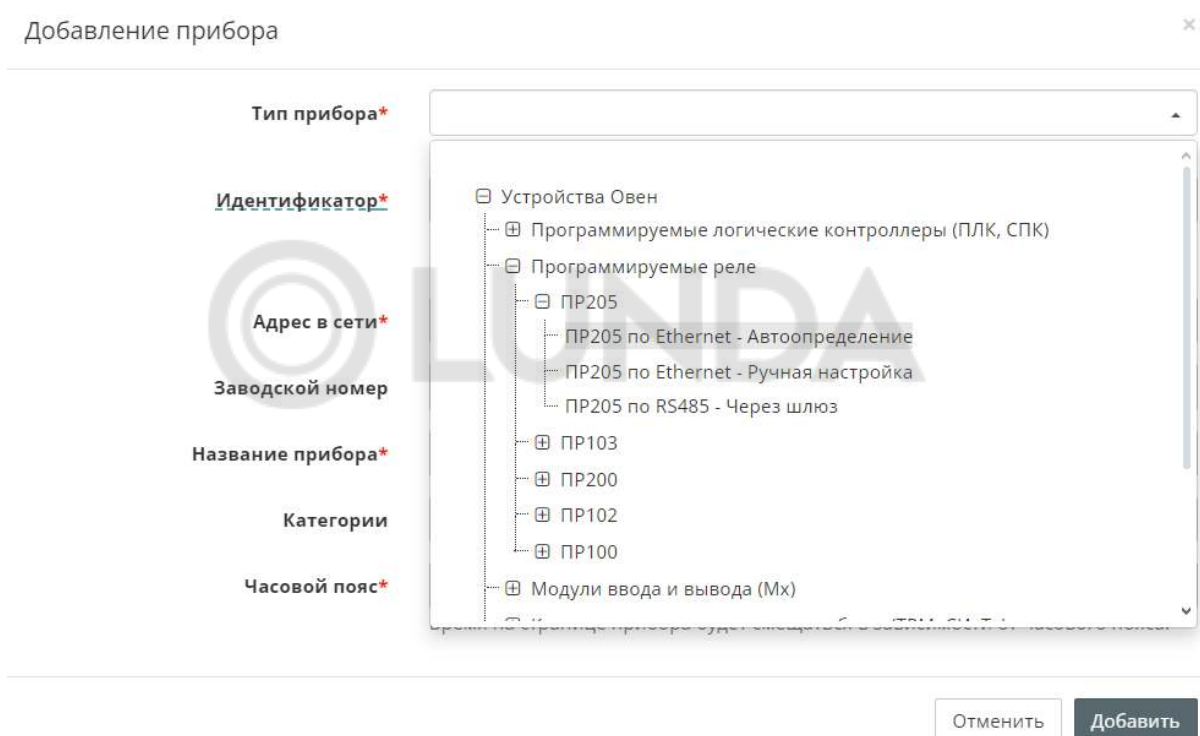 Добавление прибора
×
Тип прибора*
Идентификатор*
Устройства Овен
Программируемые логические контроллеры (ПЛК, СПК)
Программируемые реле
ПР205
ПР205 по Ethernet - Автоопределение
Адрес в сети*
ПР205 по Ethernet - Ручная настройка
Заводской номер
ПР205 по RS485 - Через шлюз
ПР103
Название прибора*
ПР200
Категории
ПР102
ПР100
Часовой пояс*
Модули ввода и вывода (Мх)
LUNDA
Отменить
Добавить